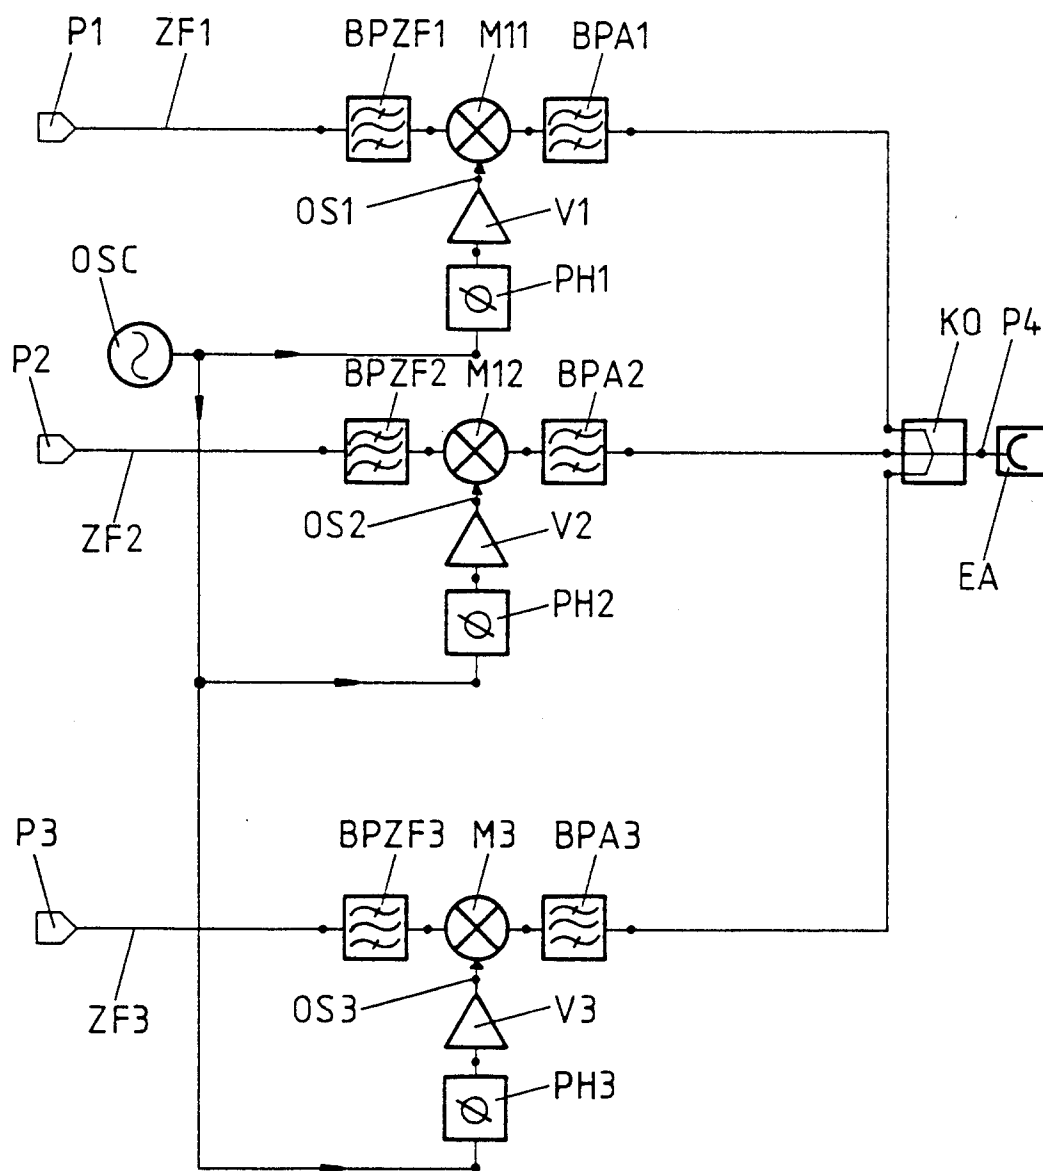 P1 ZF1 BPZF1 M11 BPA1
OS1 V1
OSC PH1
KO P4
P2 BPZF2 M12 BPA2
OS2 V2
ZF2 EA
PH2
P3 BPZF3 M3 BPA3
OS3 V3
ZF3
PH3